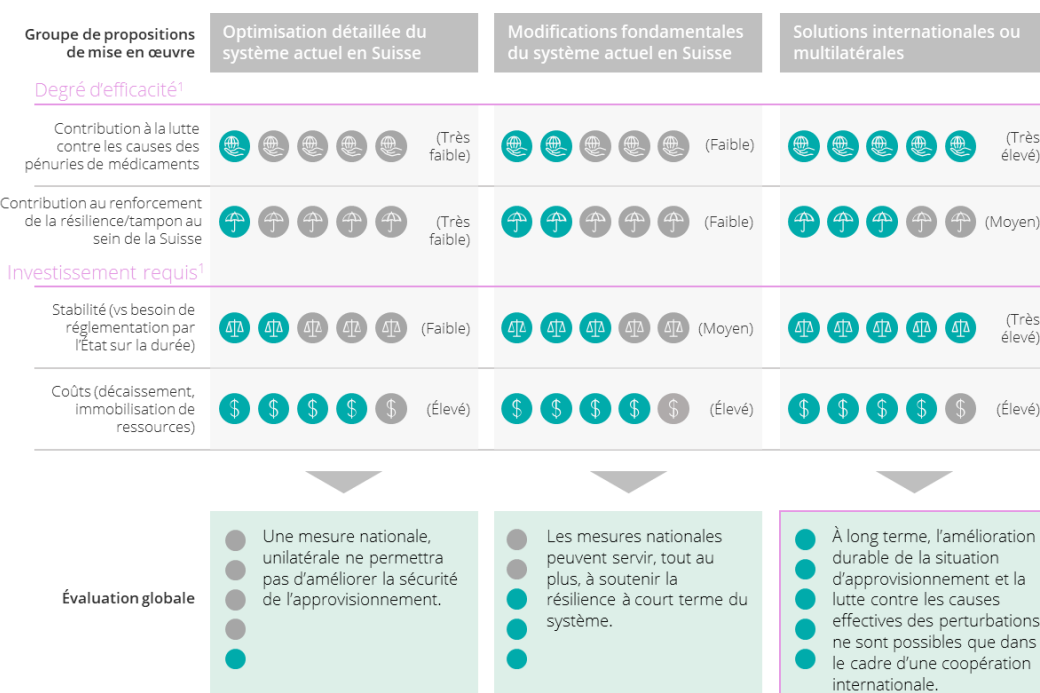 Groupe de propositions
de mise en œuvre
Optimisation détaillée du
système actuel en Suisse
Modifications fondamentales
du système actuel en Suisse
Solutions internationales ou
multilatérales
Degré d’efficacité¹
Contribution à la lutte
contre les causes des
pénuries de médicaments
(Très
faible)
(Faible)
(Très
élevé)
Contribution au renforcement
de la résilience/tampon au
sein de la Suisse
(Très
faible)
(Faible)
(Moyen)
Investissement requis¹
Stabilité (vs besoin de
réglementation par
l’État sur la durée)
(Faible)
(Moyen)
(Très
élevé)
Coûts (décaissement,
immobilisation de
ressources)
(Élevé)
(Élevé)
(Élevé)
Évaluation globale
Une mesure nationale,
unilatérale ne permettra
pas d’améliorer la sécurité
de l’approvisionnement.
Les mesures nationales
peuvent servir, tout au
plus, à soutenir la
résilience à court terme du
système.
À long terme, l’amélioration
durable de la situation
d’approvisionnement et la
lutte contre les causes
effectives des perturbations
ne sont possibles que dans
le cadre d’une coopération
internationale.